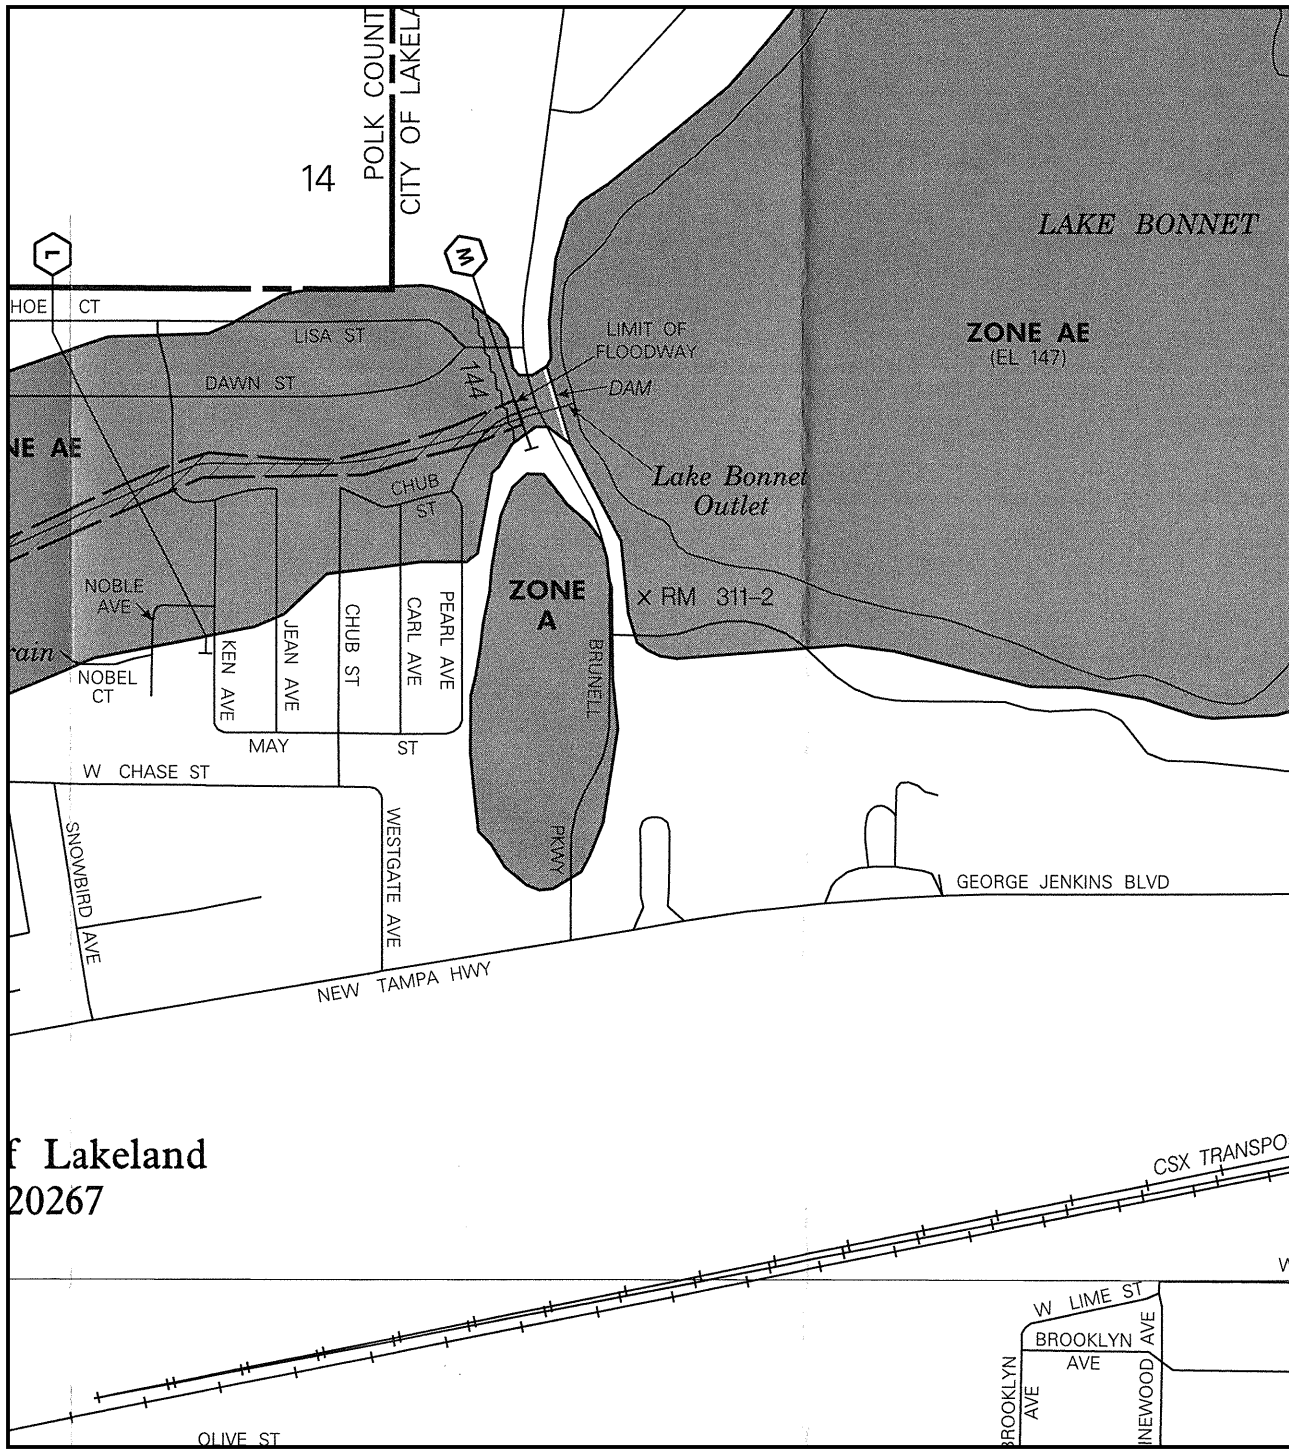 POLK COUNT
CITY OF LAKELA
14
LAKE BONNET
L
M
HOE CT
LISA ST
LIMIT OF
FLOODWAY
ZONE AE
(EL 147)
DAWN ST
144
DAM
NE AE
Lake Bonnet
Outlet
CHUB
ST
NOBLE
AVE
ZONE
A
RM 311-2
rain
NOBEL
CT
KEN AVE
JEAN AVE
CHUB ST
CARL AVE
PEARL AVE
BRUNELL
PKWY
MAY ST
W CHASE ST
SNOWBIRD AVE
WESTGATE AVE
GEORGE JENKINS BLVD
NEW TAMPA HWY
f Lakeland
20267
CSX TRANSPO
W
W LIME ST
BROOKLYN
AVE
BROOKLYN
AVE
INEWOOD AVE
OLIVE ST